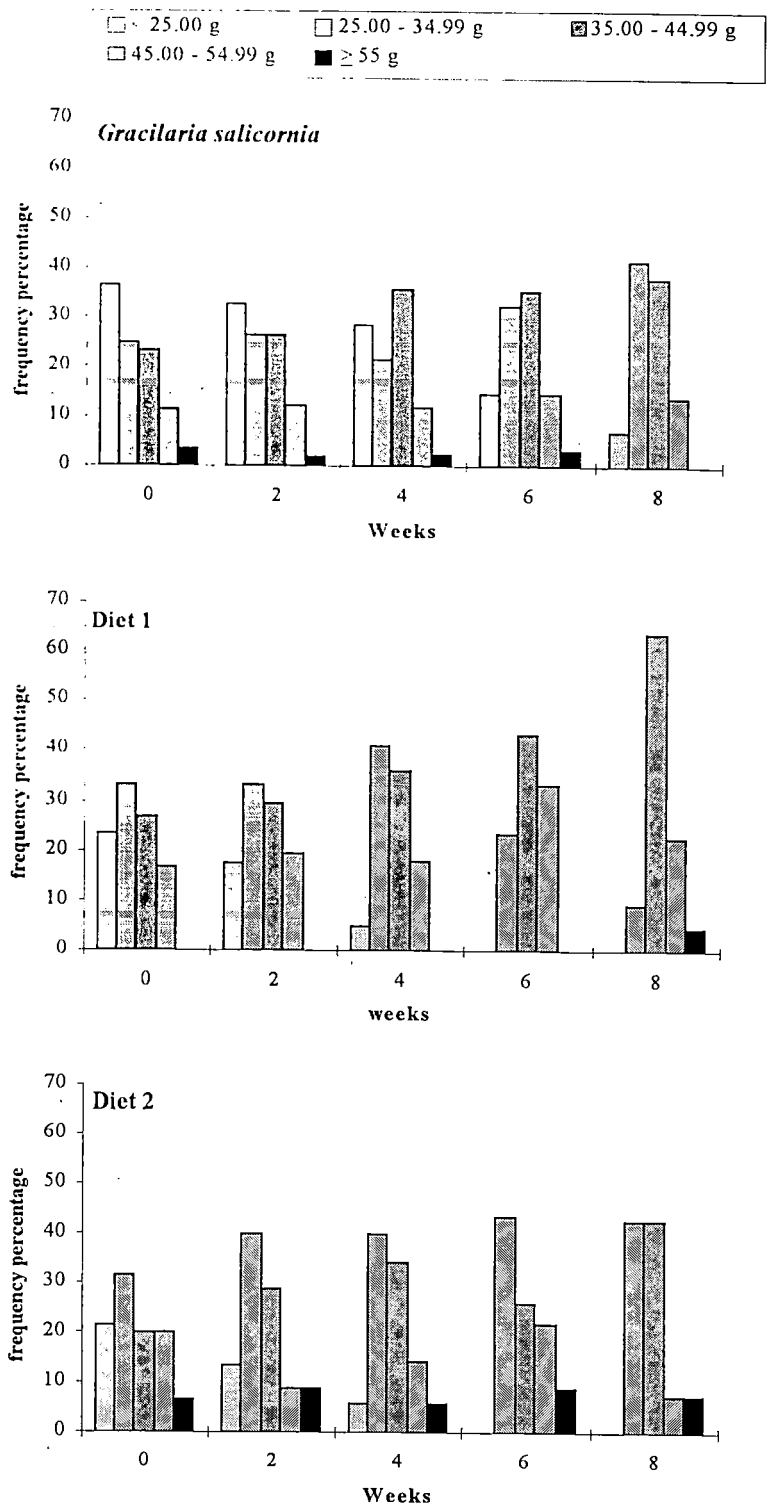 < 25.00 g 25.00 - 34.99 g 35.00 - 44.99 g
45.00 - 54.99 g ≥ 55 g
Gracilaria salicornia
frequency percentage
70
60
50
40
30
20
10
0
0 2 4 6 8
Weeks
Diet 1
frequency percentage
70
60
50
40
30
20
10
0
0 2 4 6 8
weeks
Diet 2
frequency percentage
70
60
50
40
30
20
10
0
0 2 4 6 8
Weeks